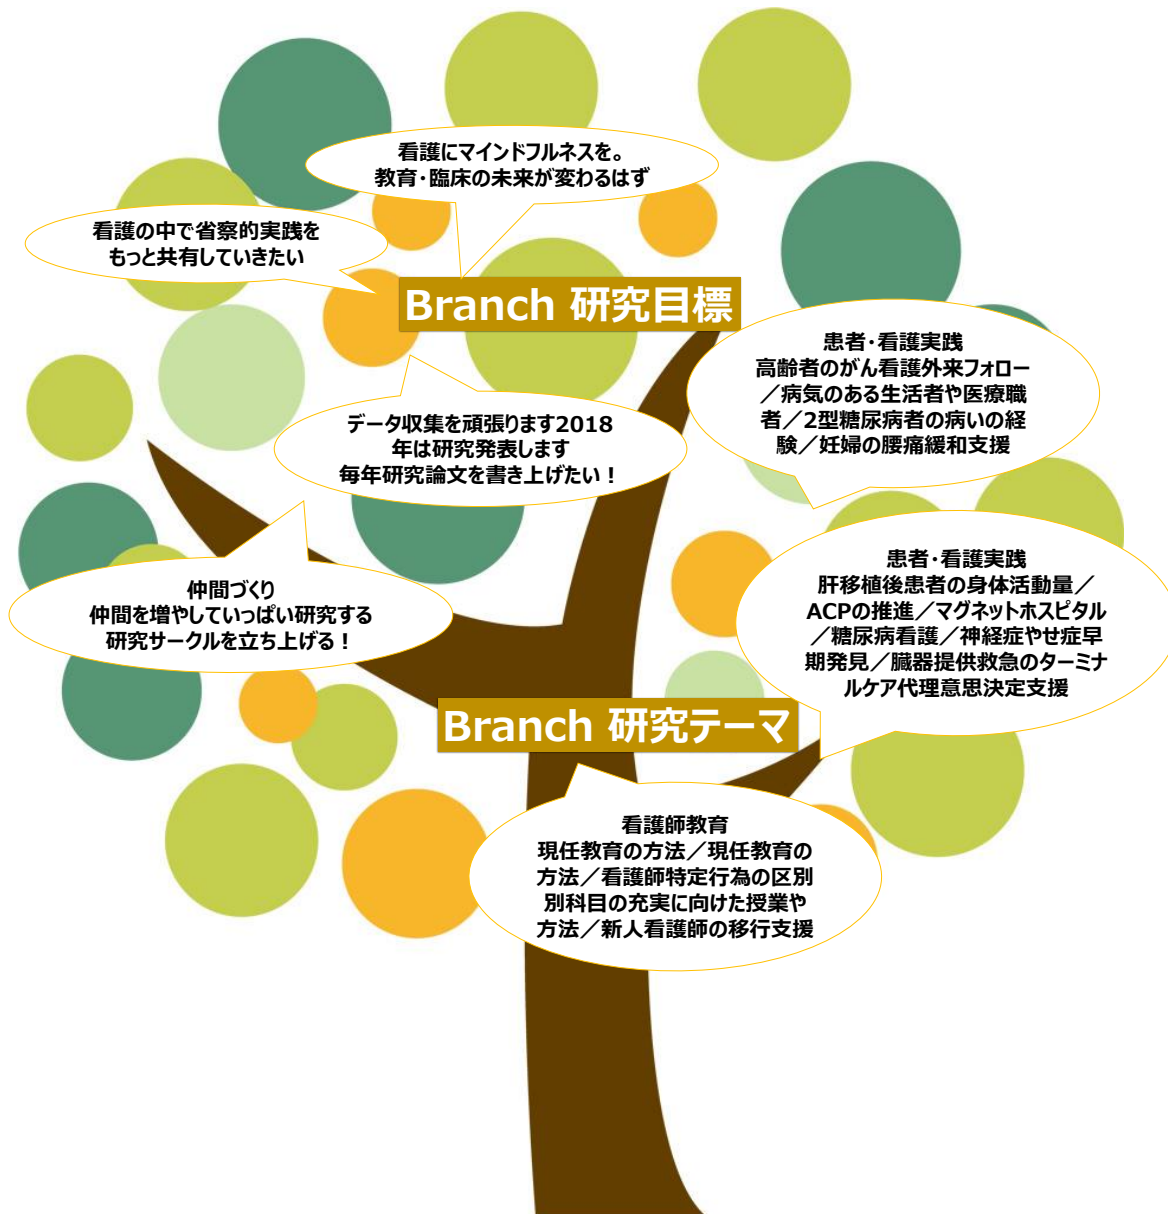 看護にマインドフルネスを。
教育・臨床の未来が変わるはず
看護の中で省察的実践を
もっと共有していきたい
Branch 研究目標
データ収集を頑張ります2018
年は研究発表します
毎年研究論文を書き上げたい！
仲間づくり
仲間を増やしていっぱい研究する
研究サークルを立ち上げる！
患者・看護実践
高齢者のがん看護外来フォロー
／病気のある生活者や医療職
者／2型糖尿病者の病いの経
験／妊婦の腰痛緩和支援
患者・看護実践
肝移植後患者の身体活動量／
ACPの推進／マグネットホスピタル
／糖尿病看護／神経症やせ症早
期発見／臓器提供救急のターミナ
ルケア代理意思決定支援
Branch 研究テーマ
看護師教育
現任教育の方法／現任教育の
方法／看護師特定行為の区別
別科目の充実に向けた授業や
方法／新人看護師の移行支援